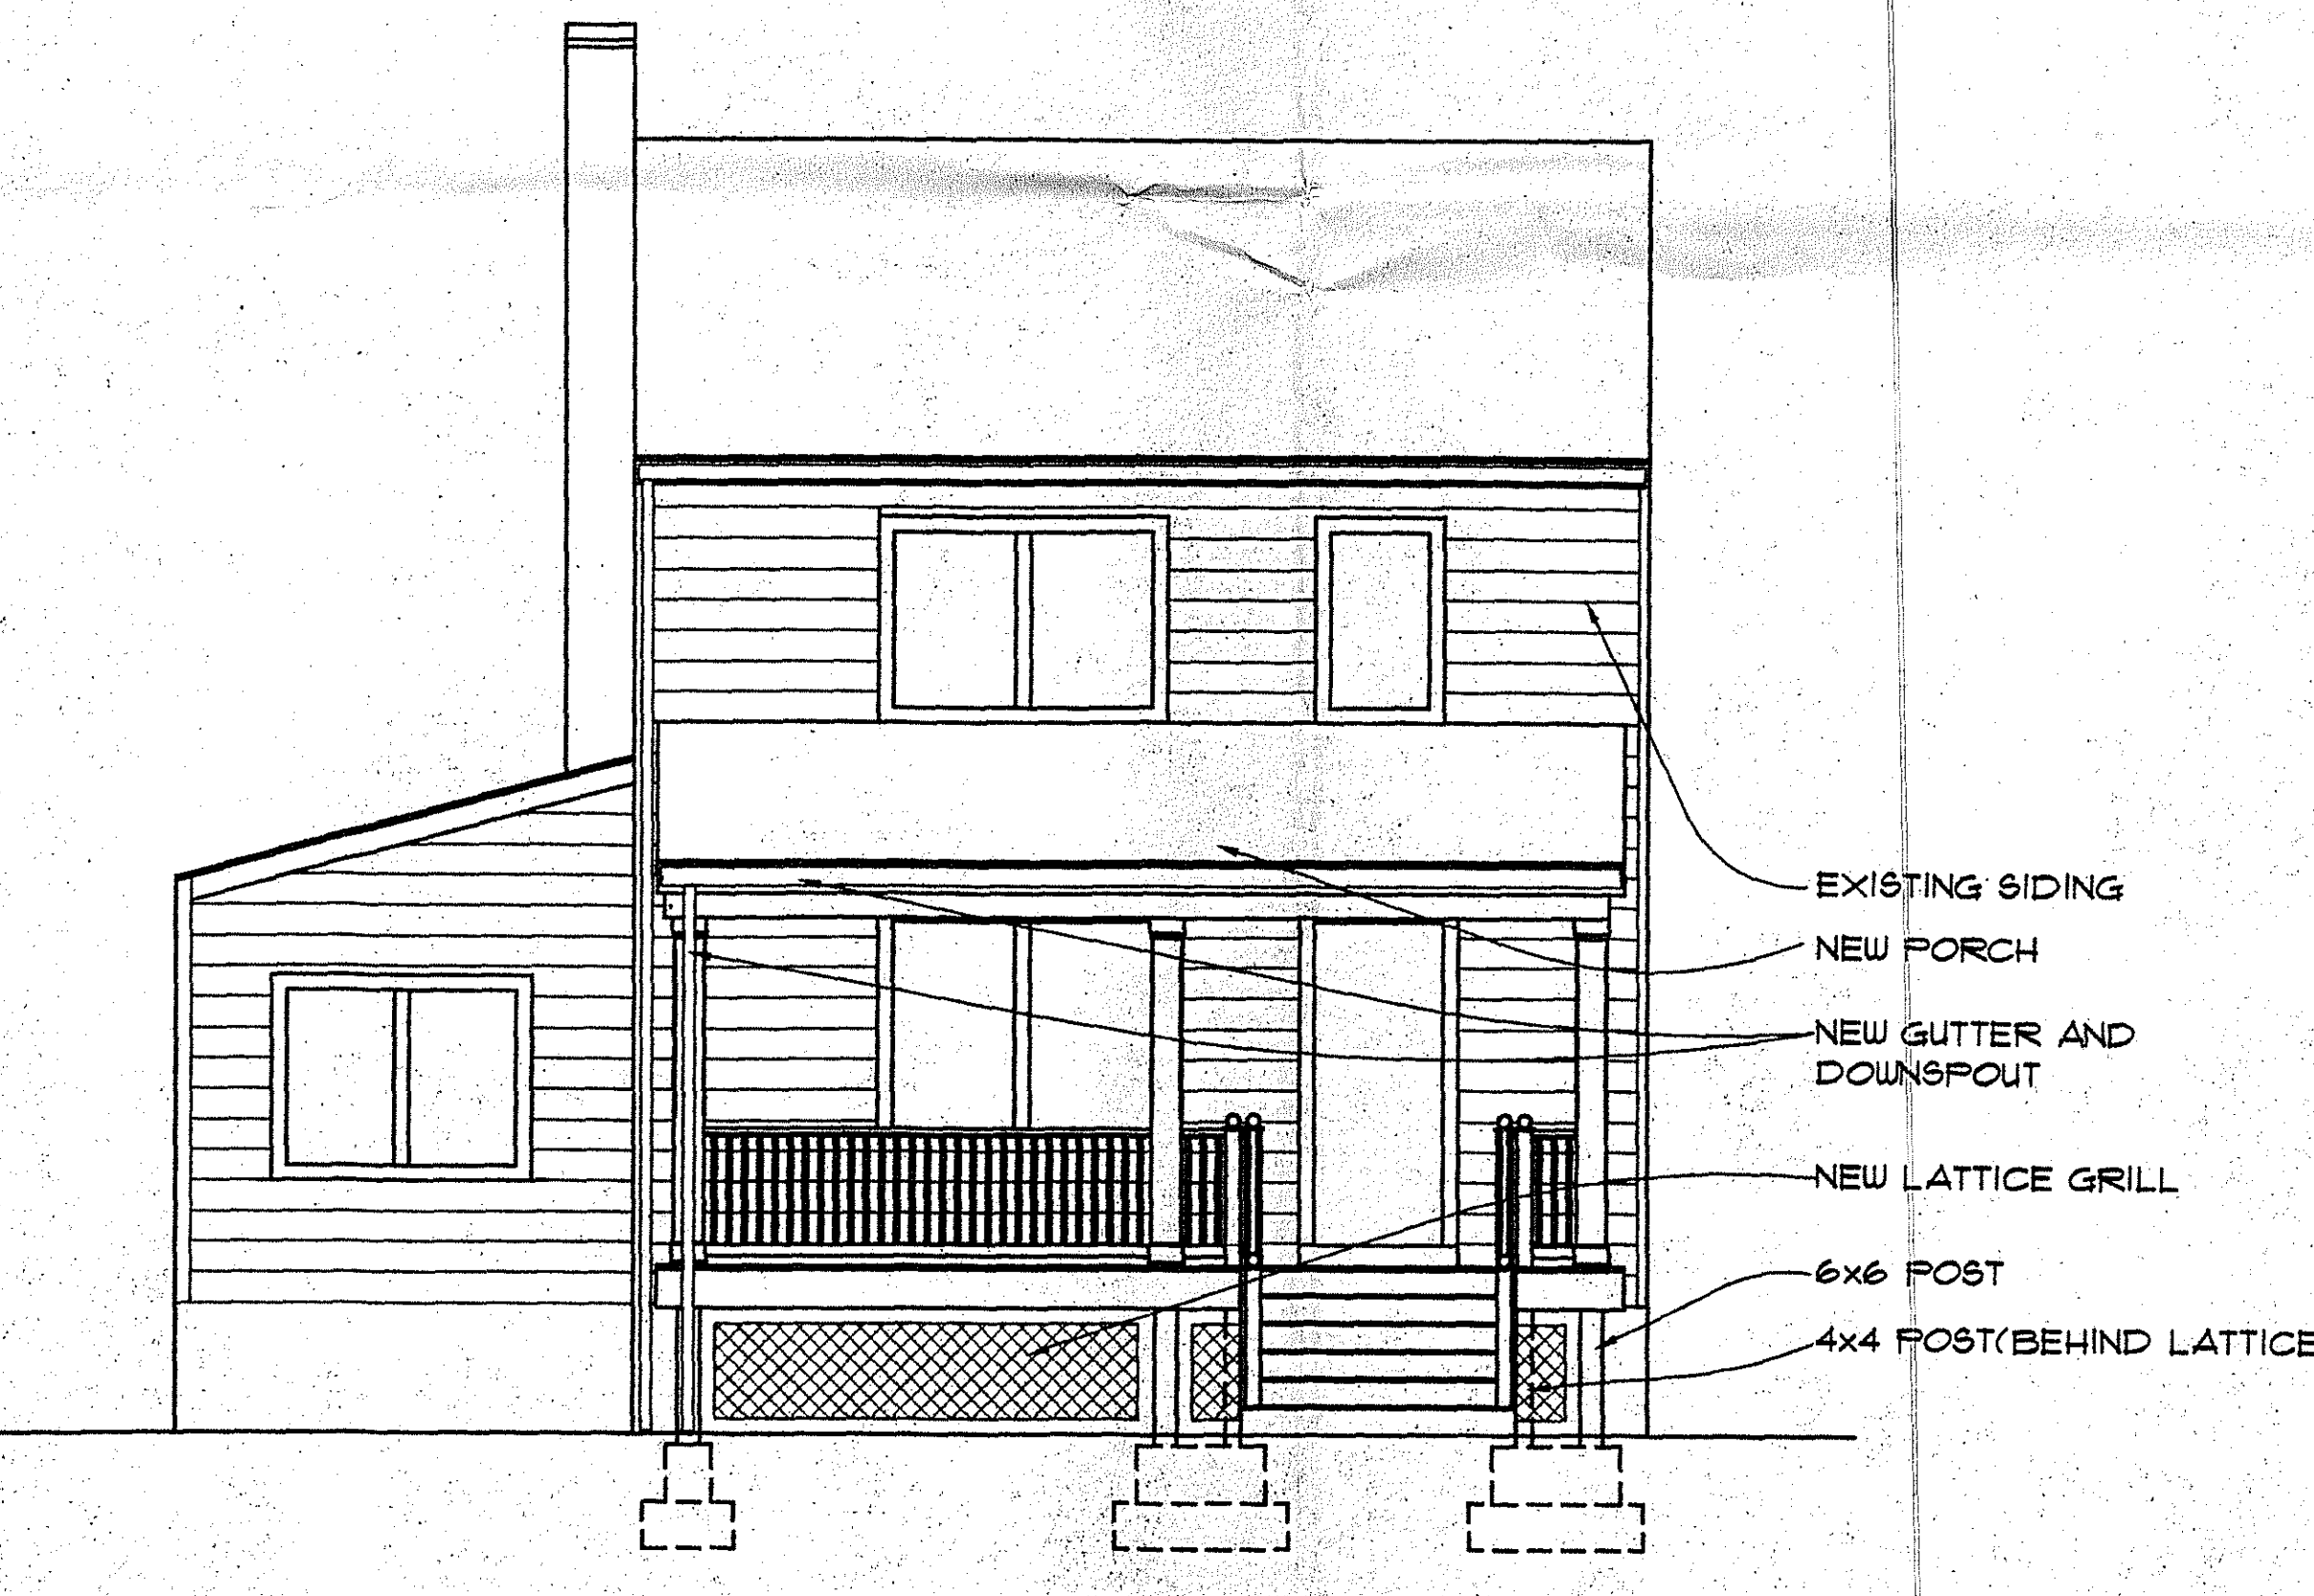 EXISTING SIDING
NEW PORCH
NEW GUTTER AND
DOWNSPOUT
NEW LATTICE GRILL
6x6 POST
4x4 POST(BEHIND LATTICE